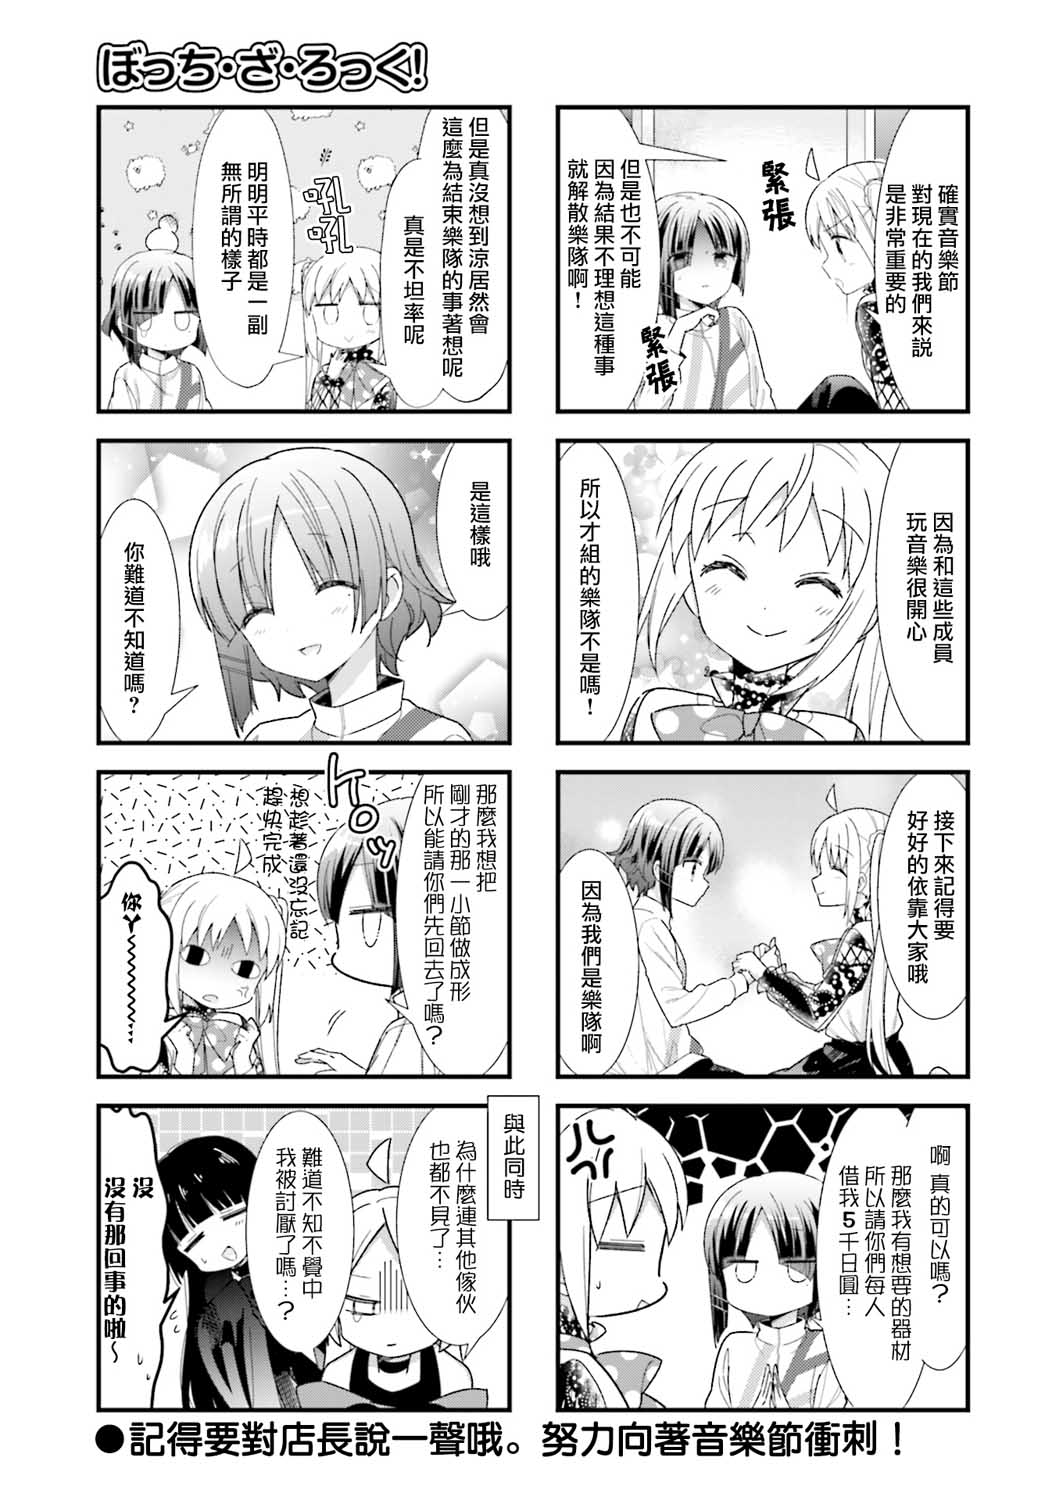 ぼっち・ざ・ろっく!
確實音樂節
對現在的我們來説
是非常重要的
緊張
但是也不可能
因為結果不理想這種事
就解散樂隊啊！
緊張
因為和這些成員
玩音樂很開心
所以才組的樂隊不是嗎！
接下來記得要
好好的依靠大家哦
因為我們是樂隊啊
啊 真的可以嗎？
那麼我有想要的器材
所以請你們每人
借我5千日圓…
但是真沒想到涼居然會
這麼為結束樂隊的事著想呢
真是不坦率呢
吼
吼
明明平時都是一副
無所謂的樣子
是這樣哦
你難道不知道嗎？
那麼我想把
剛才的那一小節做成形
所以能請你們先回去了嗎？
ケロッ
想趁著還沒忘記
趕快完成
你丫…………
與此同時
為什麼連其他傢伙
也都不見了…
難道不知不覺中
我被討厭了嗎…？
沒
沒有那回事的啦～
●記得要對店長說一聲哦。努力向著音樂節衝刺！